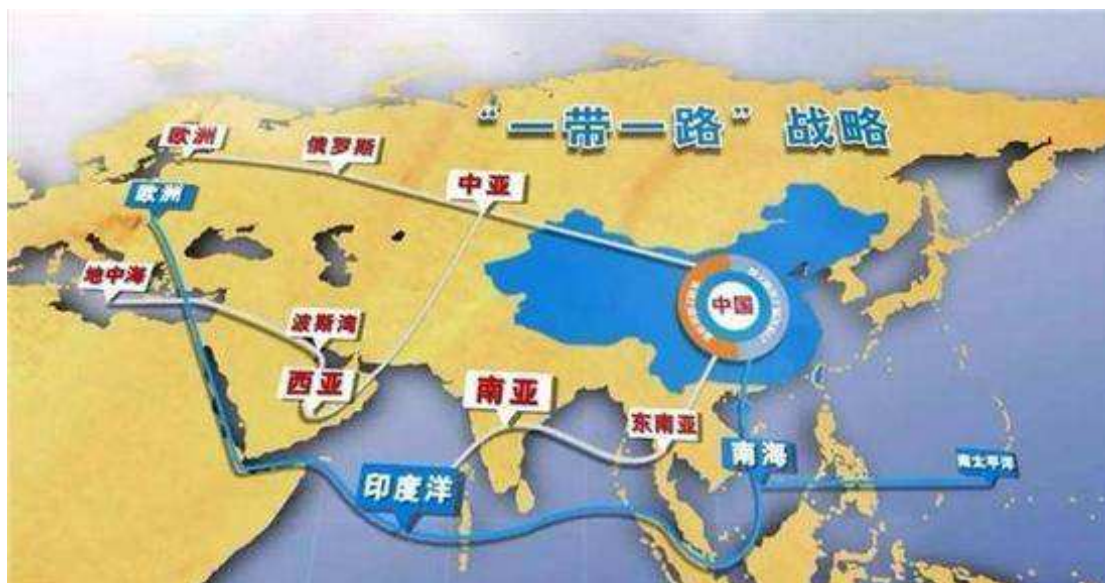 “一带一路”战略
欧洲
俄罗斯
中亚
欧洲
地中海
波斯湾
西亚
南亚
东南亚
中国
印度洋
南海
南太平洋